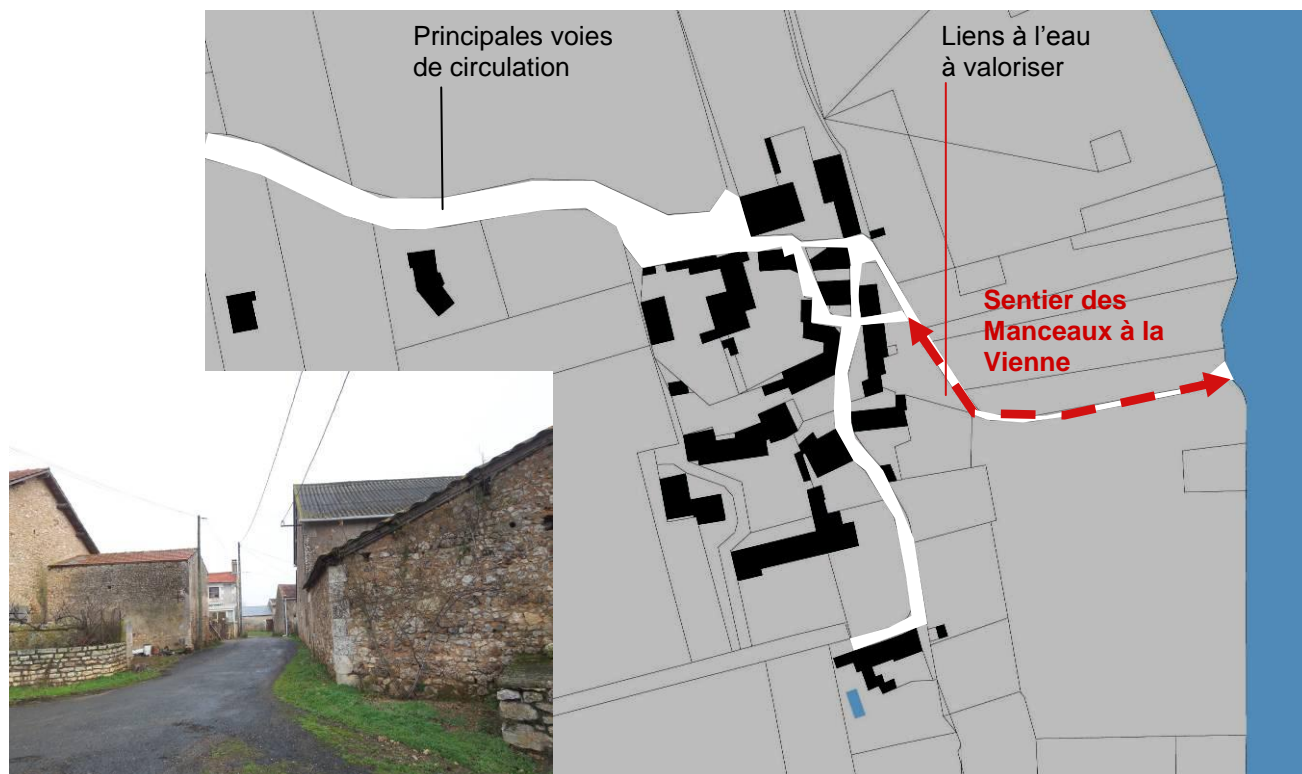 Principales voies
de circulation
Liens à l’eau
à valoriser
Sentier des
Manceaux à la
Vienne